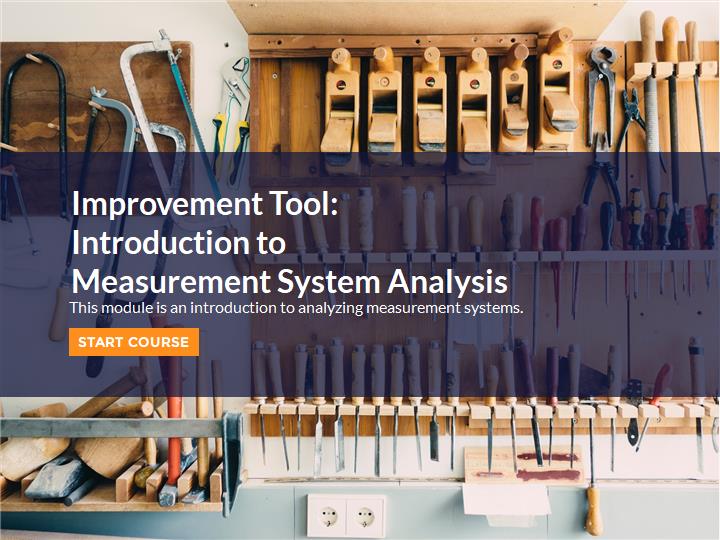 Improvement Tool:
Introduction to
Measurement System Analysis
This module is an introduction to analyzing measurement systems.
START COURSE